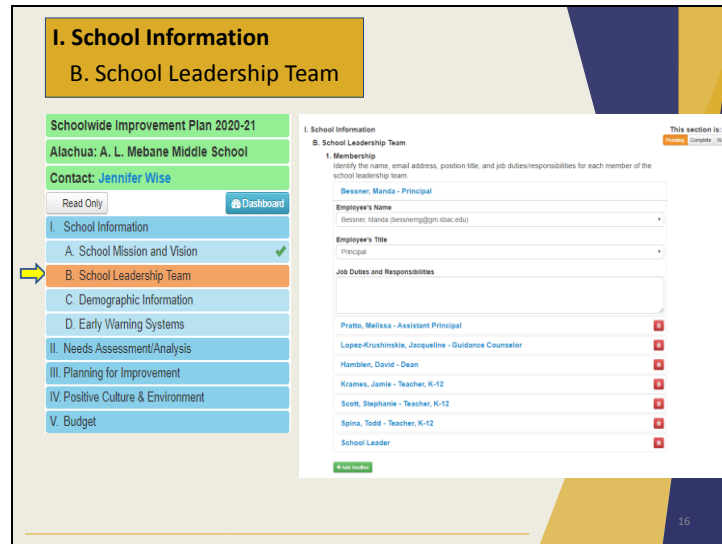 I. School Information
B. School Leadership Team
Schoolwide Improvement Plan 2020-21
Alachua: A. L. Mebane Middle School
Contact: Jennifer Wise
Read Only
Dashboard
I. School Information
A. School Mission and Vision
B. School Leadership Team
C. Demographic Information
D. Early Warning Systems
II. Needs Assessment/Analysis
III. Planning for Improvement
IV. Positive Culture & Environment
V. Budget
I. School Information
This section is:
B. School Leadership Team
Pending Complete N
1. Membership
Identify the name, email address, position title, and job duties/responsibilities for each member of the
school leadership team.
Bessner, Manda - Principal
Employee's Name
Bessner, Manda (bessnemg@gm.sbac.edu)
Employee's Title
Principal
Job Duties and Responsibilities
Pratto, Melissa - Assistant Principal
Lopez-Krushinskie, Jacqueline - Guidance Counselor
Hamblen, David - Dean
Krames, Jamie - Teacher, K-12
Scott, Stephanie - Teacher, K-12
Spina, Todd - Teacher, K-12
School Leader
+ Add Another
16